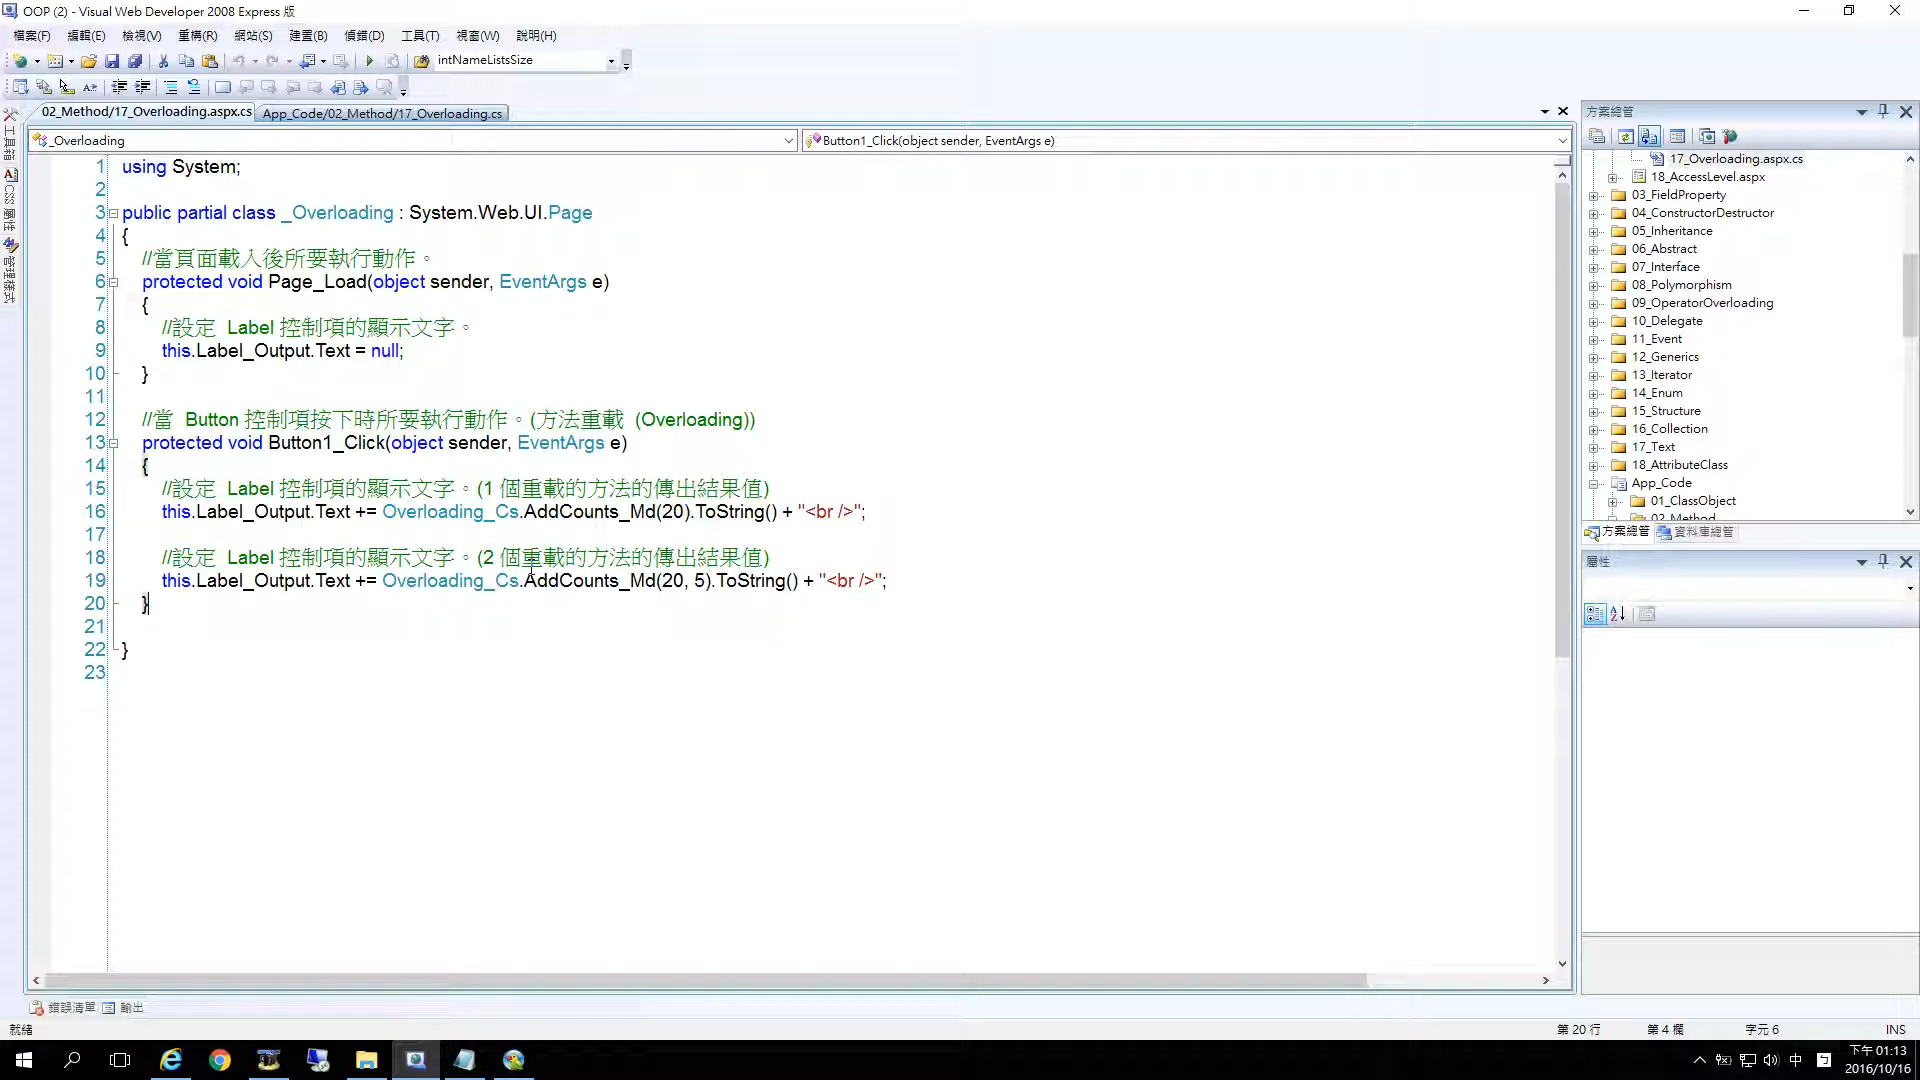 OOP (2) - Visual Web Developer 2008 Express 版
檔案(F) 編輯(E) 檢視(V) 重構(R) 網站(S) 建置(B) 偵錯(D) 工具(T) 視窗(W) 說明(H)
intNameListsSize
02_Method/17_Overloading.aspx.cs App_Code/02_Method/17_Overloading.cs
_Overloading Button1_Click(object sender, EventArgs e)
工具箱
CSS 屬性
管理樣式
1 using System;
2
3 public partial class _Overloading : System.Web.UI.Page
4 {
5 //當頁面載入後所要執行動作。
6 protected void Page_Load(object sender, EventArgs e)
7 {
8 //設定 Label 控制項的顯示文字。
9 this.Label_Output.Text = null;
10 }
11
12 //當 Button 控制項按下時所要執行動作。(方法重載 (Overloading))
13 protected void Button1_Click(object sender, EventArgs e)
14 {
15 //設定 Label 控制項的顯示文字。(1 個重載的方法的傳出結果值)
16 this.Label_Output.Text += Overloading_Cs.AddCounts_Md(20).ToString() + "<br />";
17
18 //設定 Label 控制項的顯示文字。(2 個重載的方法的傳出結果值)
19 this.Label_Output.Text += Overloading_Cs.AddCounts_Md(20, 5).ToString() + "<br />";
20 }
21
22 }
23
方案總管
17_Overloading.aspx.cs
18_AccessLevel.aspx
03_FieldProperty
04_ConstructorDestructor
05_Inheritance
06_Abstract
07_Interface
08_Polymorphism
09_OperatorOverloading
10_Delegate
11_Event
12_Generics
13_Iterator
14_Enum
15_Structure
16_Collection
17_Text
18_AttributeClass
App_Code
01_ClassObject
02_Method
方案總管 資料庫總管
屬性
錯誤清單 輸出
就緒 第 20 行 第 4 欄 字元 6 INS
中 下午 01:13
2016/10/16